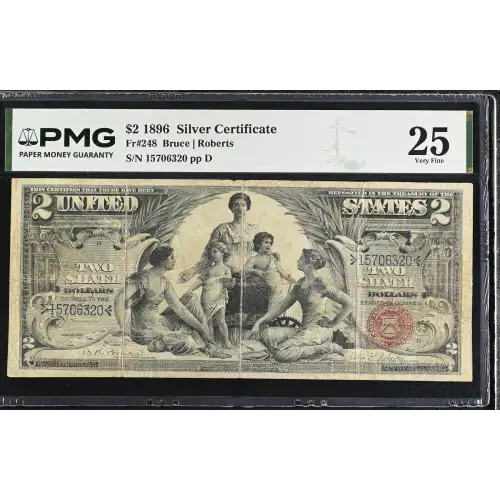 PMG
PAPER MONEY GUARANTY
$2 1896 Silver Certificate
Fr#248 Bruce | Roberts
S/N 15706320 pp D
25
Very Fine
THIS CERTIFIES THAT THERE HAVE BEEN
DEPOSITED IN THE TREASURY OF THE
2 UNITED STATES 2
15706320
TWO
SILVER
DOLLARS
TWO
SILVER
DOLLARS
15706320
2
2